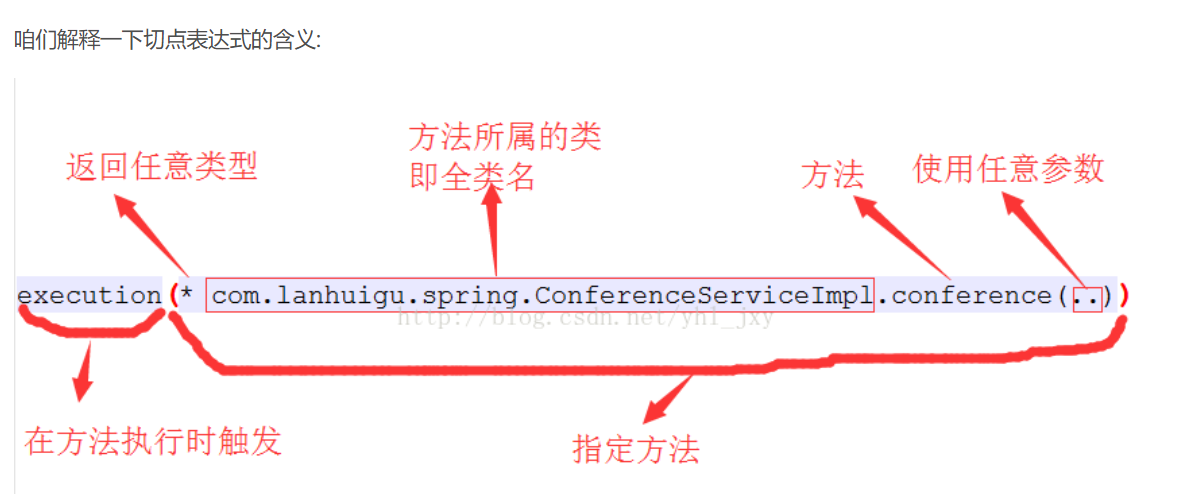 咱们解释一下切点表达式的含义:
返回任意类型
方法所属的类
即全类名
方法
使用任意参数
execution(* com.lanhuigu.spring.ConferenceServiceImpl.conference(..))
http://blog.csdn.net/yhl_jxy
在方法执行时触发
指定方法